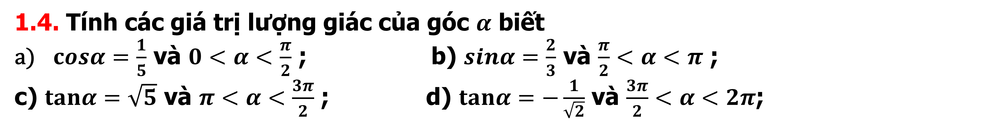 1.4. Tính các giá trị lượng giác của góc α biết
a) cosα = 1/5 và 0 < α < π/2 ; b) sinα = 2/3 và π/2 < α < π ;
c) tanα = √5 và π < α < 3π/2 ; d) tanα = −1/√2 và 3π/2 < α < 2π;